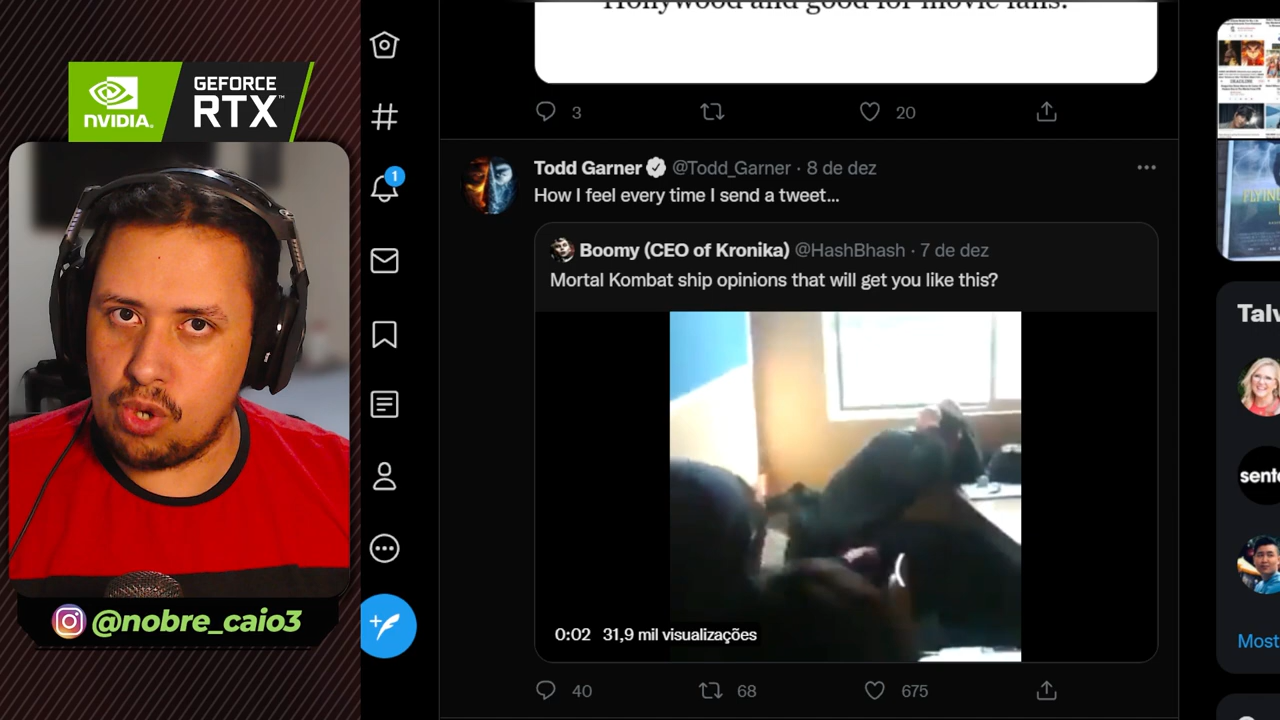 Hollywood and good for movie fans.
NVIDIA.
GEFORCE
RTX™
3
20
1
Todd Garner @Todd_Garner · 8 de dez
How I feel every time I send a tweet...
Boomy (CEO of Kronika) @HashBhash · 7 de dez
Mortal Kombat ship opinions that will get you like this?
0:02 31,9 mil visualizações
40
68
675
@nobre_caio3
Talv
sent
Most